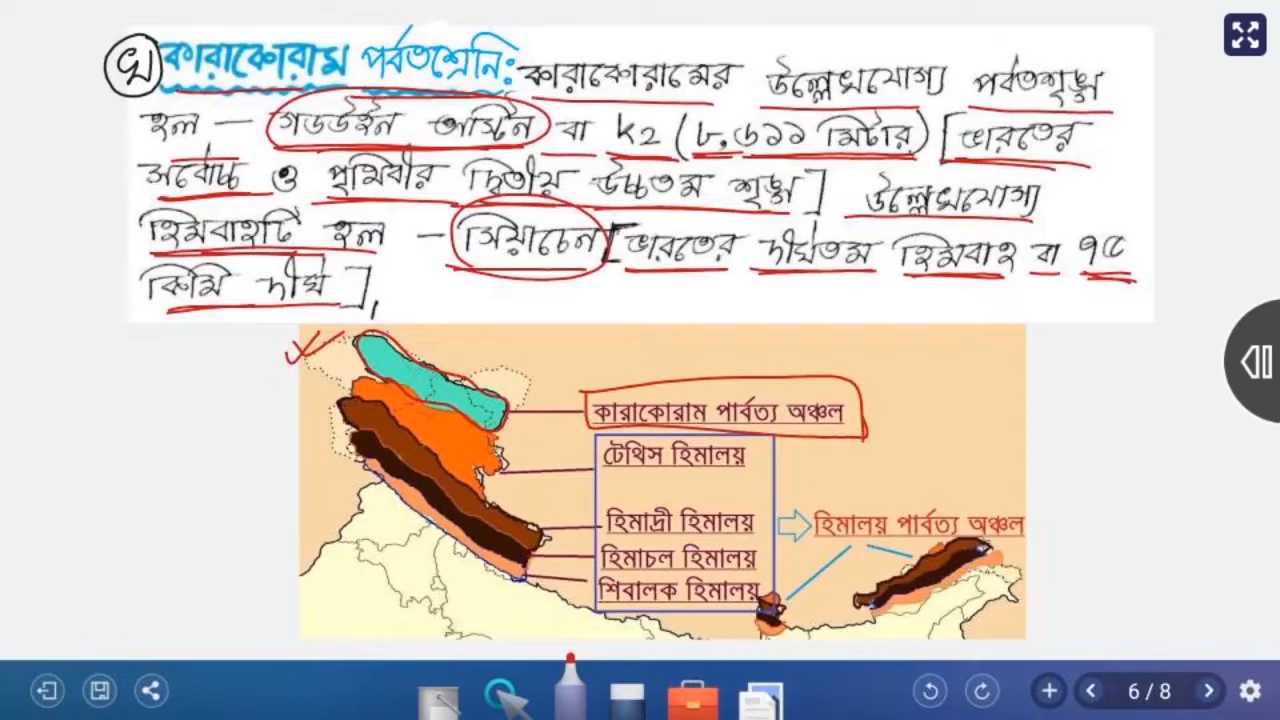 খ কারাকোরাম পর্বতশ্রেনি: কারাকোরামের উল্লেখযোগ্য পর্বতশৃঙ্গ
হল - গডউইন অস্টিন বা K2 (৮,৬১১ মিটার) [ভারতের
সর্বোচ্চ ও পৃথিবীর দ্বিতীয় উচ্চতম শৃঙ্গ] উল্লেখযোগ্য
হিমবাহটি হল - সিয়াচেন [ভারতের দীর্ঘতম হিমবাহ বা ৭৫
কিমি দীর্ঘ],
কারাকোরাম পার্বত্য অঞ্চল
টেথিস হিমালয়
হিমাদ্রী হিমালয়
হিমালয় পার্বত্য অঞ্চল
হিমাচল হিমালয়
শিবালক হিমালয়
6 / 8